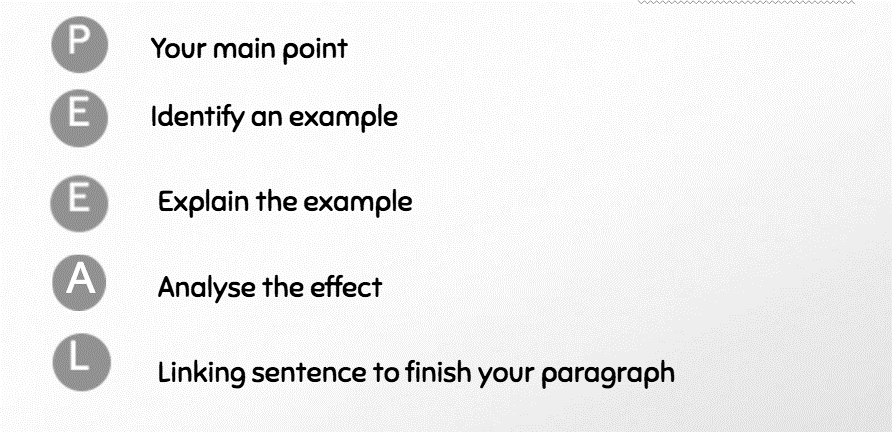 P Your main point
E Identify an example
E Explain the example
A Analyse the effect
L Linking sentence to finish your paragraph